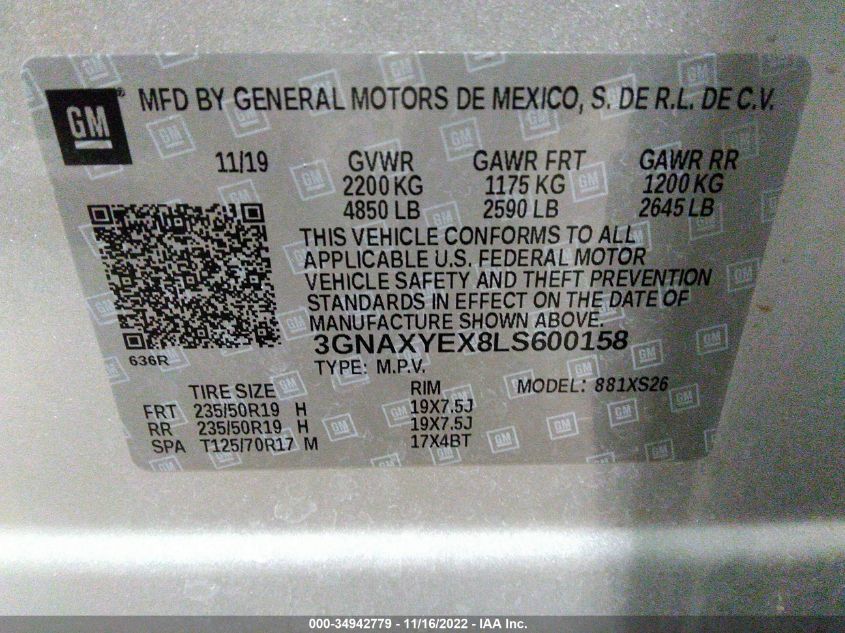 GM ® MFD BY GENERAL MOTORS DE MEXICO, S. DE R.L. DE C.V.
11/19 GVWR GAWR FRT GAWR RR
2200 KG 1175 KG 1200 KG
4850 LB 2590 LB 2645 LB
THIS VEHICLE CONFORMS TO ALL
APPLICABLE U.S. FEDERAL MOTOR
VEHICLE SAFETY AND THEFT PREVENTION
STANDARDS IN EFFECT ON THE DATE OF
MANUFACTURE SHOWN ABOVE.
3GNAXYEX8LS600158
636R
TYPE: M.P.V. MODEL: 881XS26
TIRE SIZE RIM
FRT 235/50R19 H 19X7.5J
RR 235/50R19 H 19X7.5J
SPA T125/70R17 M 17X4BT
000-34942779 - 11/16/2022 - IAA Inc.